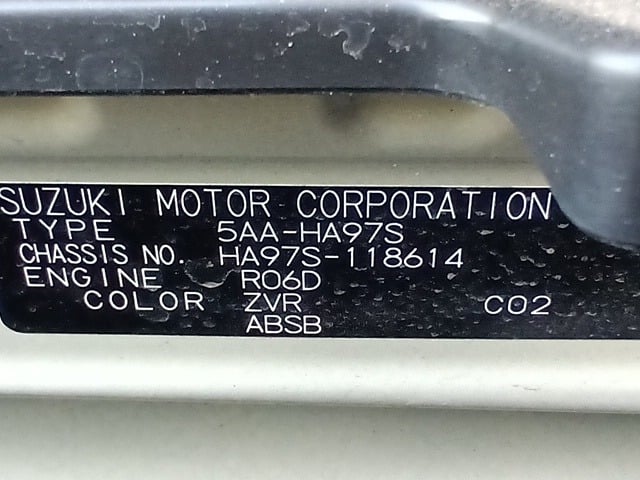 SUZUKI MOTOR CORPORATION
TYPE 5AA-HA97S
CHASSIS NO. HA97S-118614
ENGINE R06D
COLOR ZVR C02
ABSB